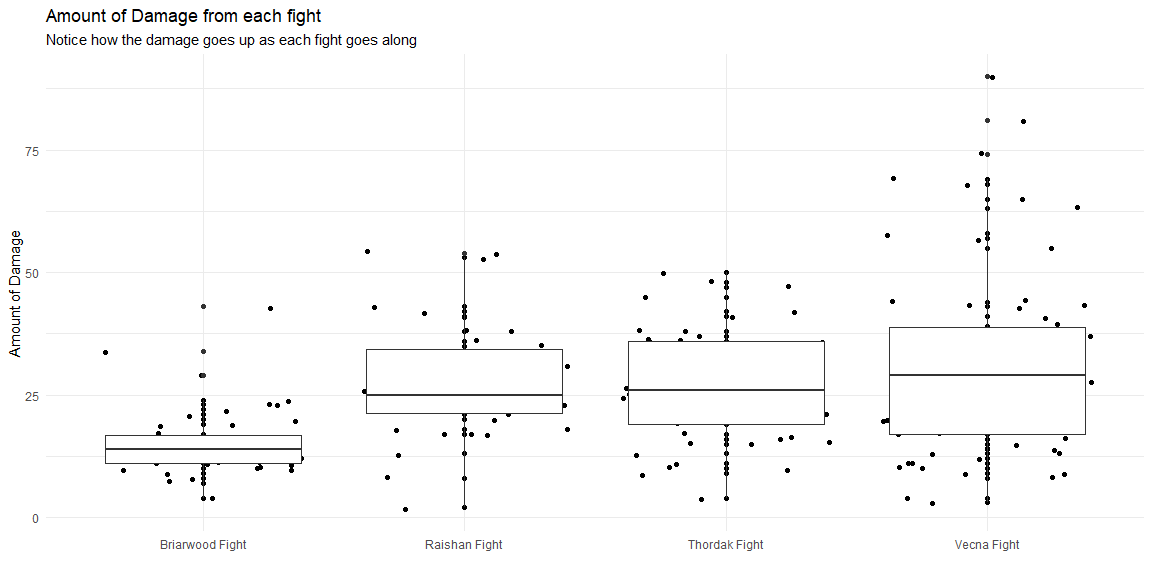 Amount of Damage from each fight
Notice how the damage goes up as each fight goes along
Amount of Damage
75
50
25
0
Briarwood Fight
Raishan Fight
Thordak Fight
Vecna Fight